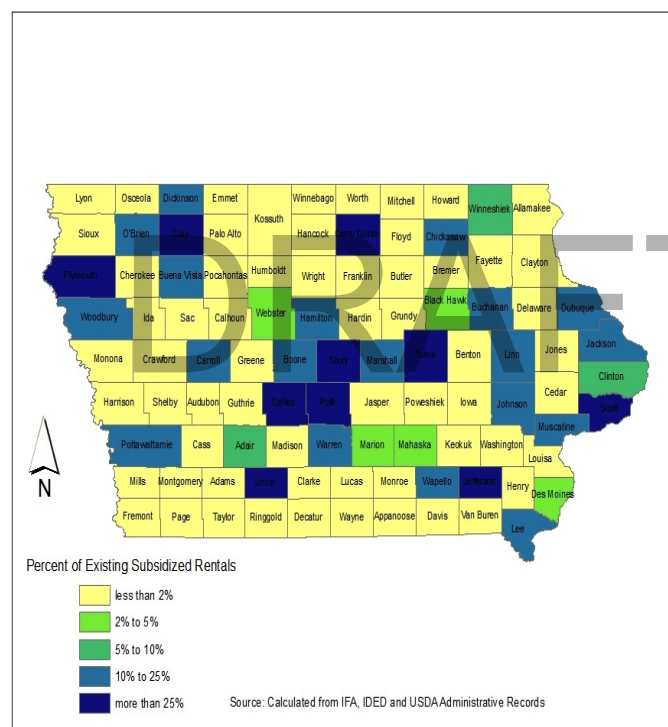 Lyon Osceola Dickinson Emmet Winnebago Worth Mitchell Howard Winneshiek Allamakee
Kossuth
Sioux O'Brien Clay Palo Alto Hancock Cerro Gordo Floyd Chickasaw
Fayette Clayton
Plymouth Cherokee Buena Vista Pocahontas Humboldt Wright Franklin Butler Bremer
Woodbury Ida Sac Calhoun Webster Hamilton Hardin Grundy Black Hawk Buchanan Delaware Dubuque
Monona Crawford Carroll Greene Boone Story Marshall Tama Benton Linn Jones Jackson
Clinton
Harrison Shelby Audubon Guthrie Dallas Polk Jasper Poweshiek Iowa Johnson Cedar Scott
Muscatine
Pottawattamie Cass Adair Madison Warren Marion Mahaska Keokuk Washington Louisa
Mills Montgomery Adams Union Clarke Lucas Monroe Wapello Jefferson Henry Des Moines
Fremont Page Taylor Ringgold Decatur Wayne Appanoose Davis Van Buren Lee
DRAF
N
Percent of Existing Subsidized Rentals
less than 2%
2% to 5%
5% to 10%
10% to 25%
more than 25%
Source: Calculated from IFA, IDED and USDA Administrative Records